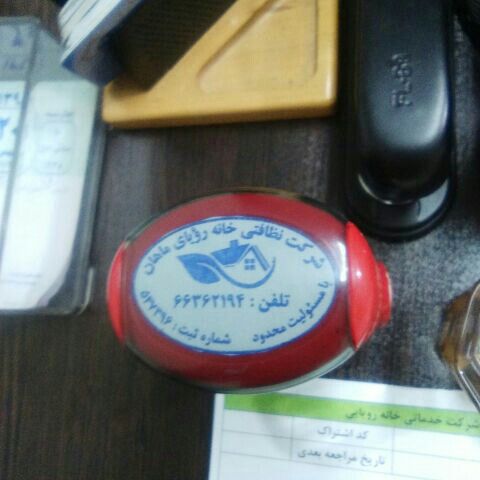 شرکت نظافتی خانه رؤیای ماهان
تلفن : ۶۶۳۶۲۱۹۴
با مسئولیت محدود
شماره ثبت : ۵۳۷۳۹۶
شرکت خدماتی خانه رویایی
کد اشتراک
تاریخ مراجعه بعدی